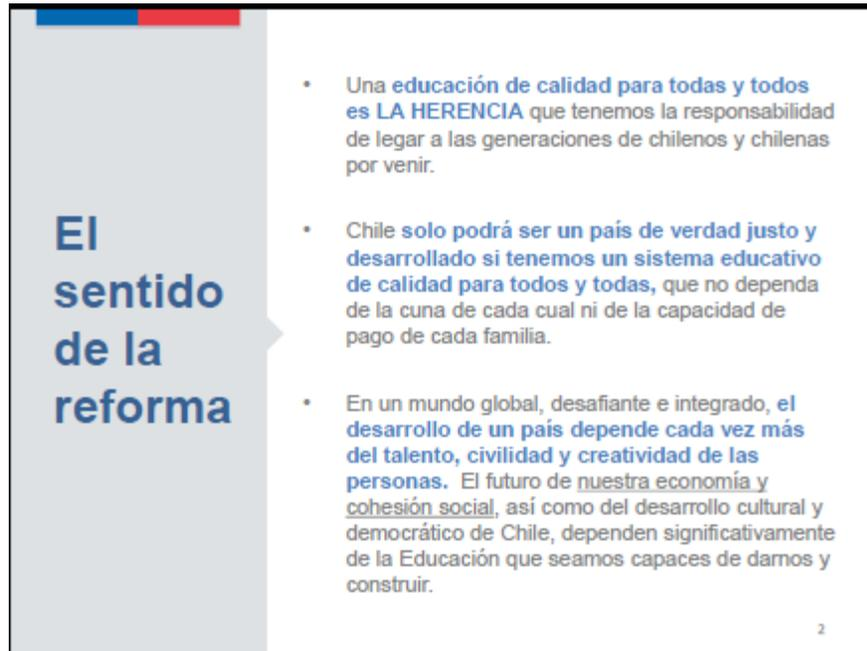 El
sentido
de la
reforma
• Una educación de calidad para todas y todos
es LA HERENCIA que tenemos la responsabilidad
de legar a las generaciones de chilenos y chilenas
por venir.
• Chile solo podrá ser un país de verdad justo y
desarrollado si tenemos un sistema educativo
de calidad para todos y todas, que no dependa
de la cuna de cada cual ni de la capacidad de
pago de cada familia.
• En un mundo global, desafiante e integrado, el
desarrollo de un país depende cada vez más
del talento, civilidad y creatividad de las
personas. El futuro de nuestra economía y
cohesión social, así como del desarrollo cultural y
democrático de Chile, dependen significativamente
de la Educación que seamos capaces de darnos y
construir.
2